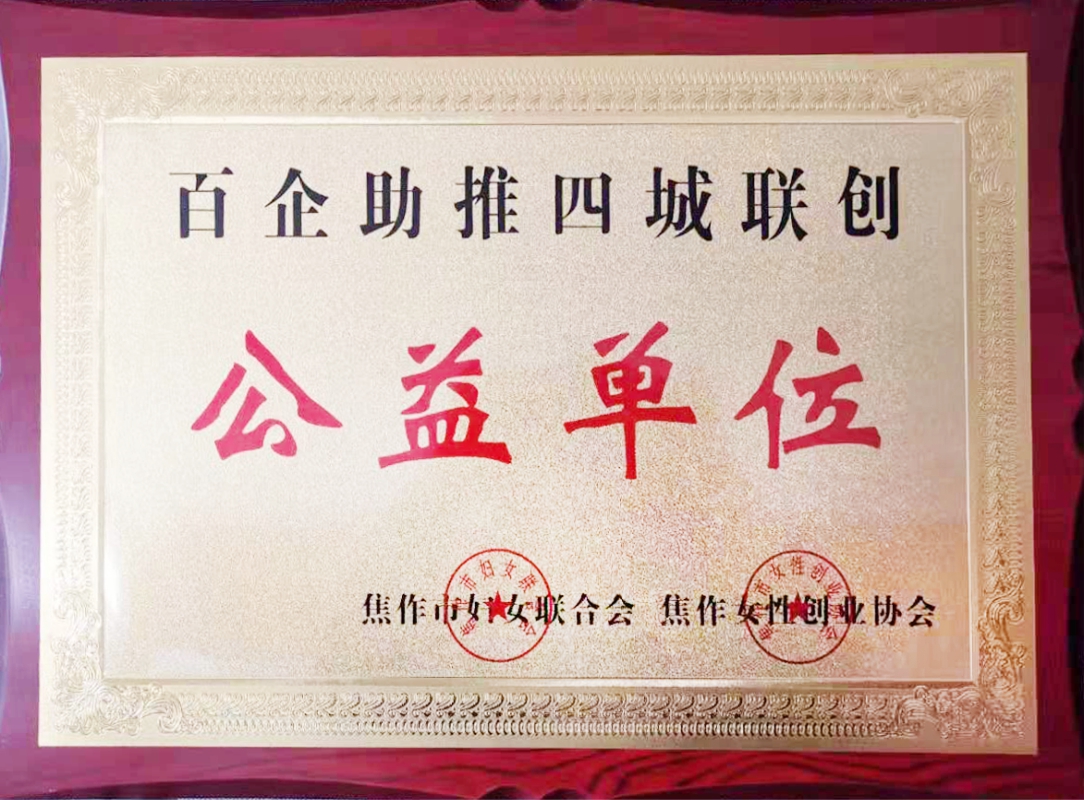 百企助推四城联创
公益单位
焦作市妇女联合会 焦作女性创业协会